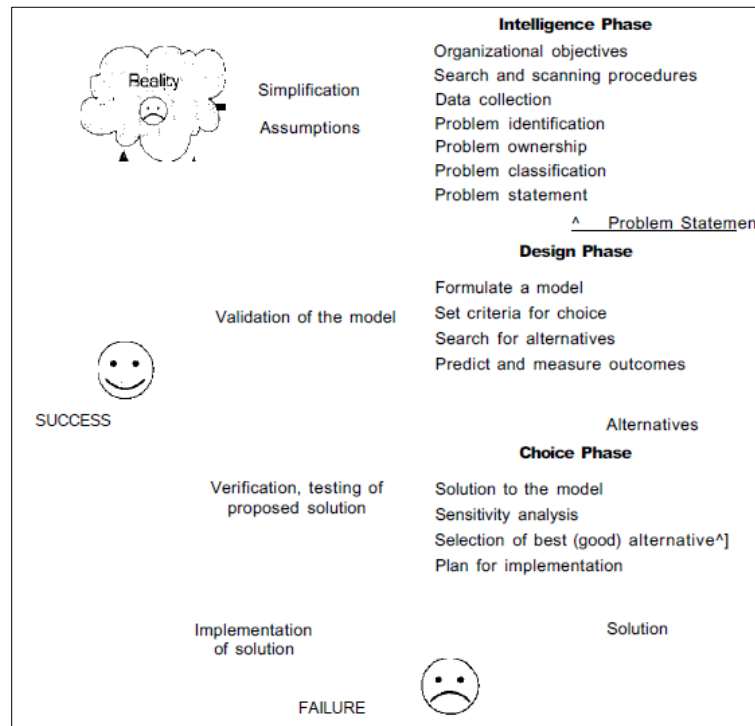 Intelligence Phase
Reality
Simplification
Assumptions
Organizational objectives
Search and scanning procedures
Data collection
Problem identification
Problem ownership
Problem classification
Problem statement
^ Problem Statemen
Design Phase
Validation of the model
Formulate a model
Set criteria for choice
Search for alternatives
Predict and measure outcomes
SUCCESS
Alternatives
Choice Phase
Verification, testing of
proposed solution
Solution to the model
Sensitivity analysis
Selection of best (good) alternative^]
Plan for implementation
Implementation
of solution
Solution
FAILURE